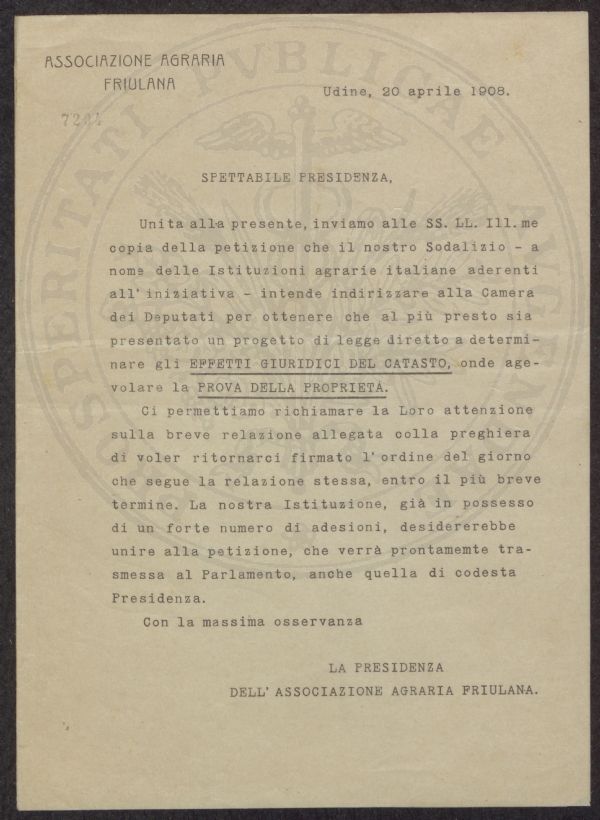 ASSOCIAZIONE AGRARIA
FRIULANA
Udine, 20 aprile 1908.
SPETTABILE PRESIDENZA,
Unita alla presente, inviamo alle SS. LL. Ill. me
copia della petizione che il nostro Sodalizio - a
nome delle Istituzioni agrarie italiane aderenti
all' iniziativa - intende indirizzare alla Camera
dei Deputati per ottenere che al più presto sia
presentato un progetto di legge diretto a determi-
nare gli EFFETTI GIURIDICI DEL CATASTO, onde age-
volare la PROVA DELLA PROPRIETÀ.
Ci permettiamo richiamare la Loro attenzione
sulla breve relazione allegata colla preghiera
di voler ritornarci firmato l' ordine del giorno
che segue la relazione stessa, entro il più breve
termine. La nostra Istituzione, già in possesso
di un forte numero di adesioni, desidererebbe
unire alla petizione, che verrà prontamemte tra-
smessa al Parlamento, anche quella di codesta
Presidenza.
Con la massima osservanza
LA PRESIDENZA
DELL' ASSOCIAZIONE AGRARIA FRIULANA.